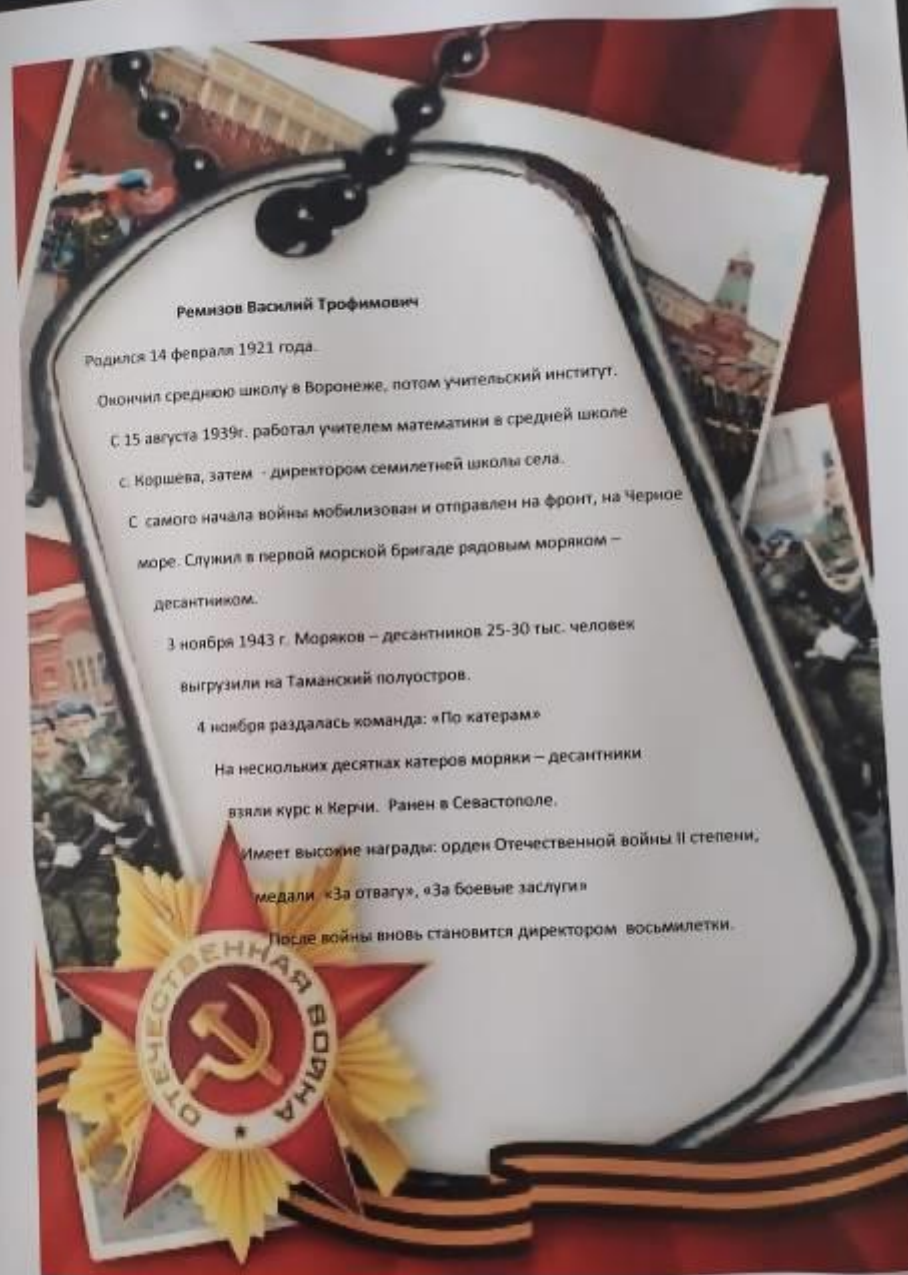 Ремизов Василий Трофимович
Родился 14 февраля 1921 года.
Окончил среднюю школу в Воронеже, потом учительский институт.
С 15 августа 1939г. работал учителем математики в средней школе
с. Коршева, затем - директором семилетней школы села.
С самого начала войны мобилизован и отправлен на фронт, на Черное
море. Служил в первой морской бригаде рядовым моряком –
десантником.
3 ноября 1943 г. Моряков – десантников 25-30 тыс. человек
выгрузили на Таманский полуостров.
4 ноября раздалась команда: «По катерам»
На нескольких десятках катеров моряки – десантники
взяли курс к Керчи. Ранен в Севастополе.
Имеет высокие награды: орден Отечественной войны II степени,
медали «За отвагу», «За боевые заслуги»
После войны вновь становится директором восьмилетки.
ОТЕЧЕСТВЕННАЯ ВОЙНА